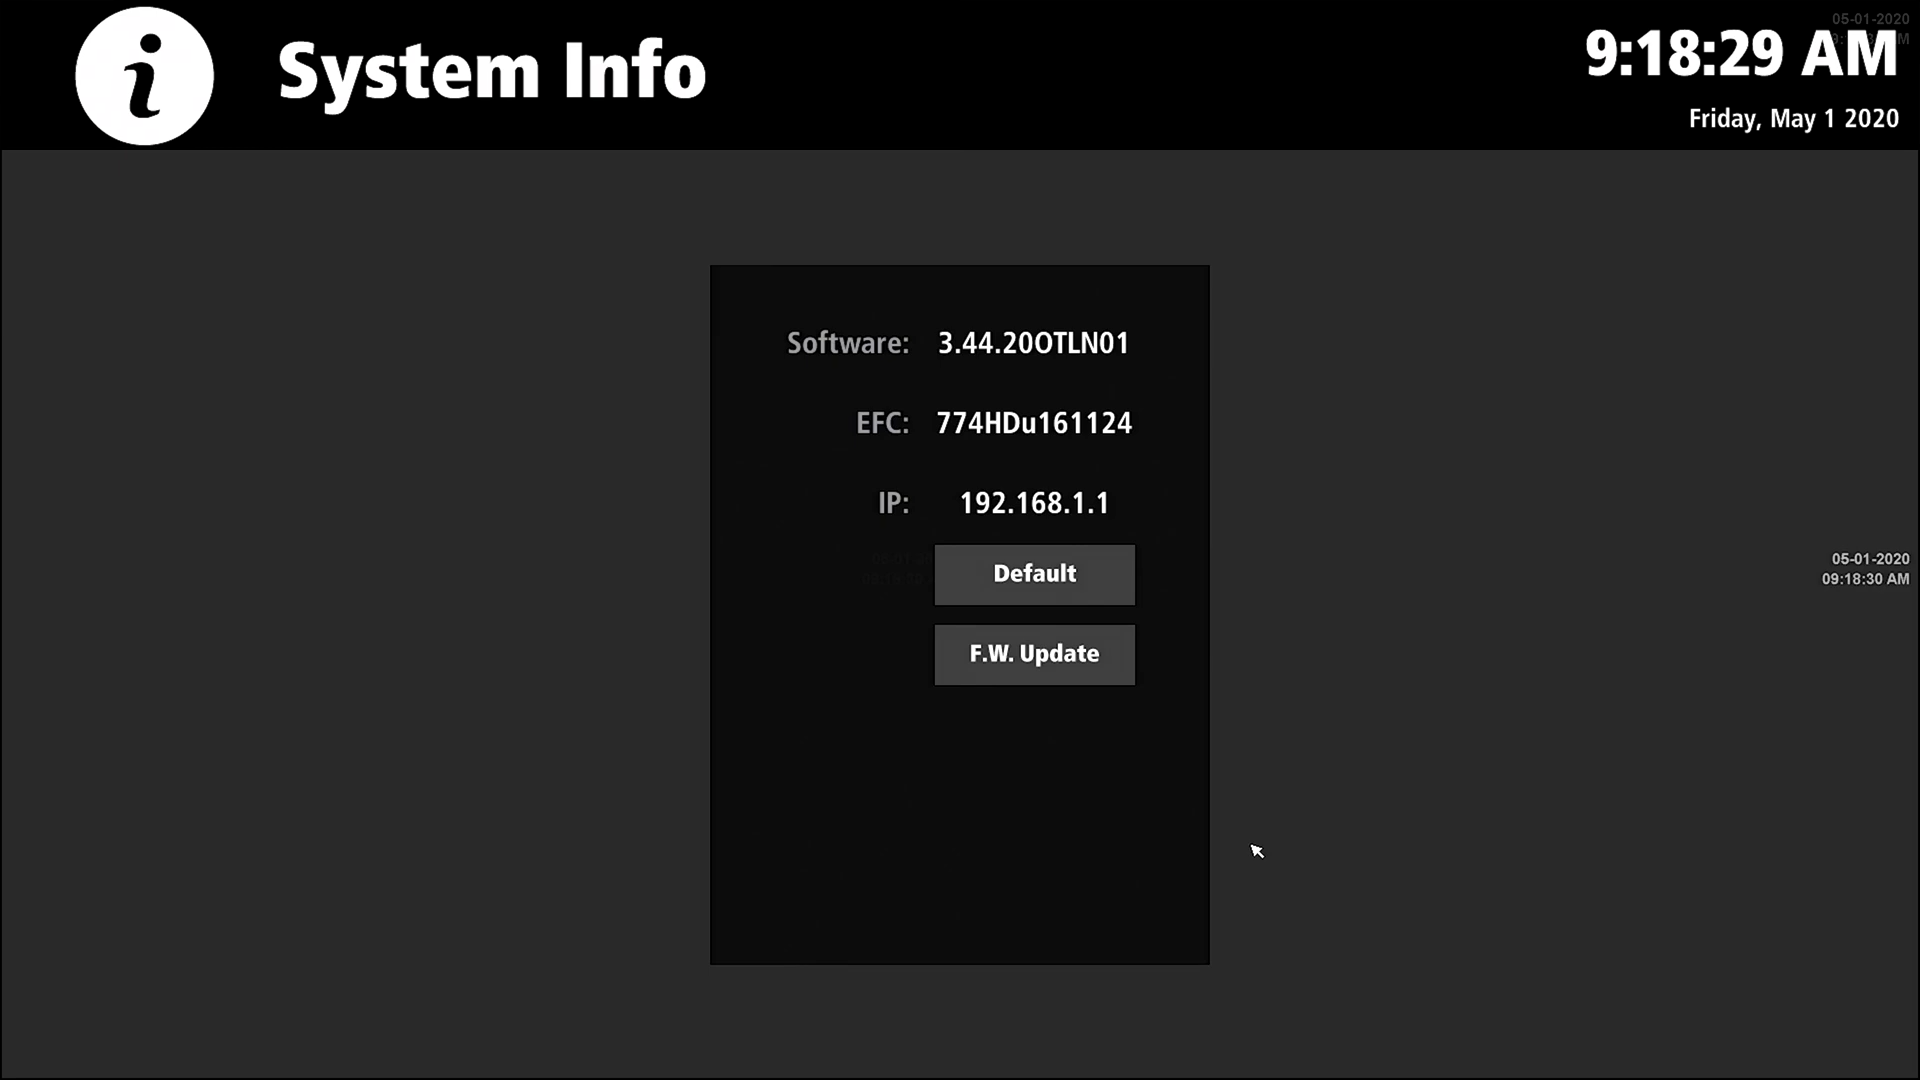 System Info
05-01-2020
9:18:29 AM
Friday, May 1 2020
Software: 3.44.20OTLN01
EFC: 774HDu161124
IP: 192.168.1.1
Default
05-01-2020
09:18:30 AM
F.W. Update